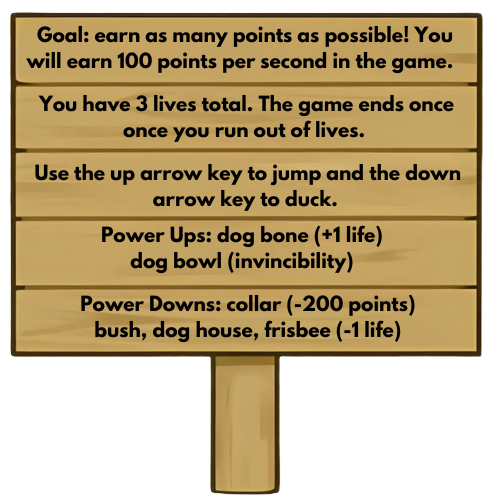 Goal: earn as many points as possible! You
will earn 100 points per second in the game.
You have 3 lives total. The game ends once
once you run out of lives.
Use the up arrow key to jump and the down
arrow key to duck.
Power Ups: dog bone (+1 life)
dog bowl (invincibility)
Power Downs: collar (-200 points)
bush, dog house, frisbee (-1 life)